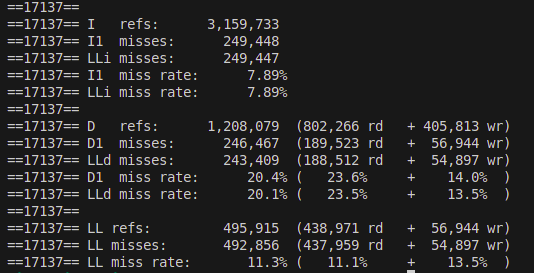 ==17137==
==17137== I   refs:      3,159,733
==17137== I1  misses:      249,448
==17137== LLi misses:      249,447
==17137== I1  miss rate:      7.89%
==17137== LLi miss rate:      7.89%
==17137==
==17137== D   refs:      1,208,079  (802,266 rd   + 405,813 wr)
==17137== D1  misses:      246,467  (189,523 rd   +  56,944 wr)
==17137== LLd misses:      243,409  (188,512 rd   +  54,897 wr)
==17137== D1  miss rate:      20.4% (   23.6%     +   14.0%  )
==17137== LLd miss rate:      20.1% (   23.5%     +   13.5%  )
==17137==
==17137== LL refs:         495,915  (438,971 rd   +  56,944 wr)
==17137== LL misses:       492,856  (437,959 rd   +  54,897 wr)
==17137== LL miss rate:       11.3% (   11.1%     +   13.5%  )